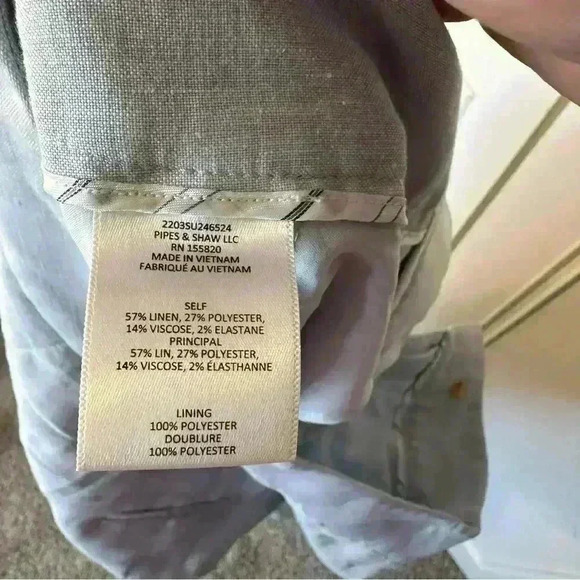 2203SU246524
PIPES & SHAW LLC
RN 155820
MADE IN VIETNAM
FABRIQUÉ AU VIETNAM
SELF
57% LINEN, 27% POLYESTER,
14% VISCOSE, 2% ELASTANE
PRINCIPAL
57% LIN, 27% POLYESTER,
14% VISCOSE, 2% ÉLASTHANNE
LINING
100% POLYESTER
DOUBLURE
100% POLYESTER